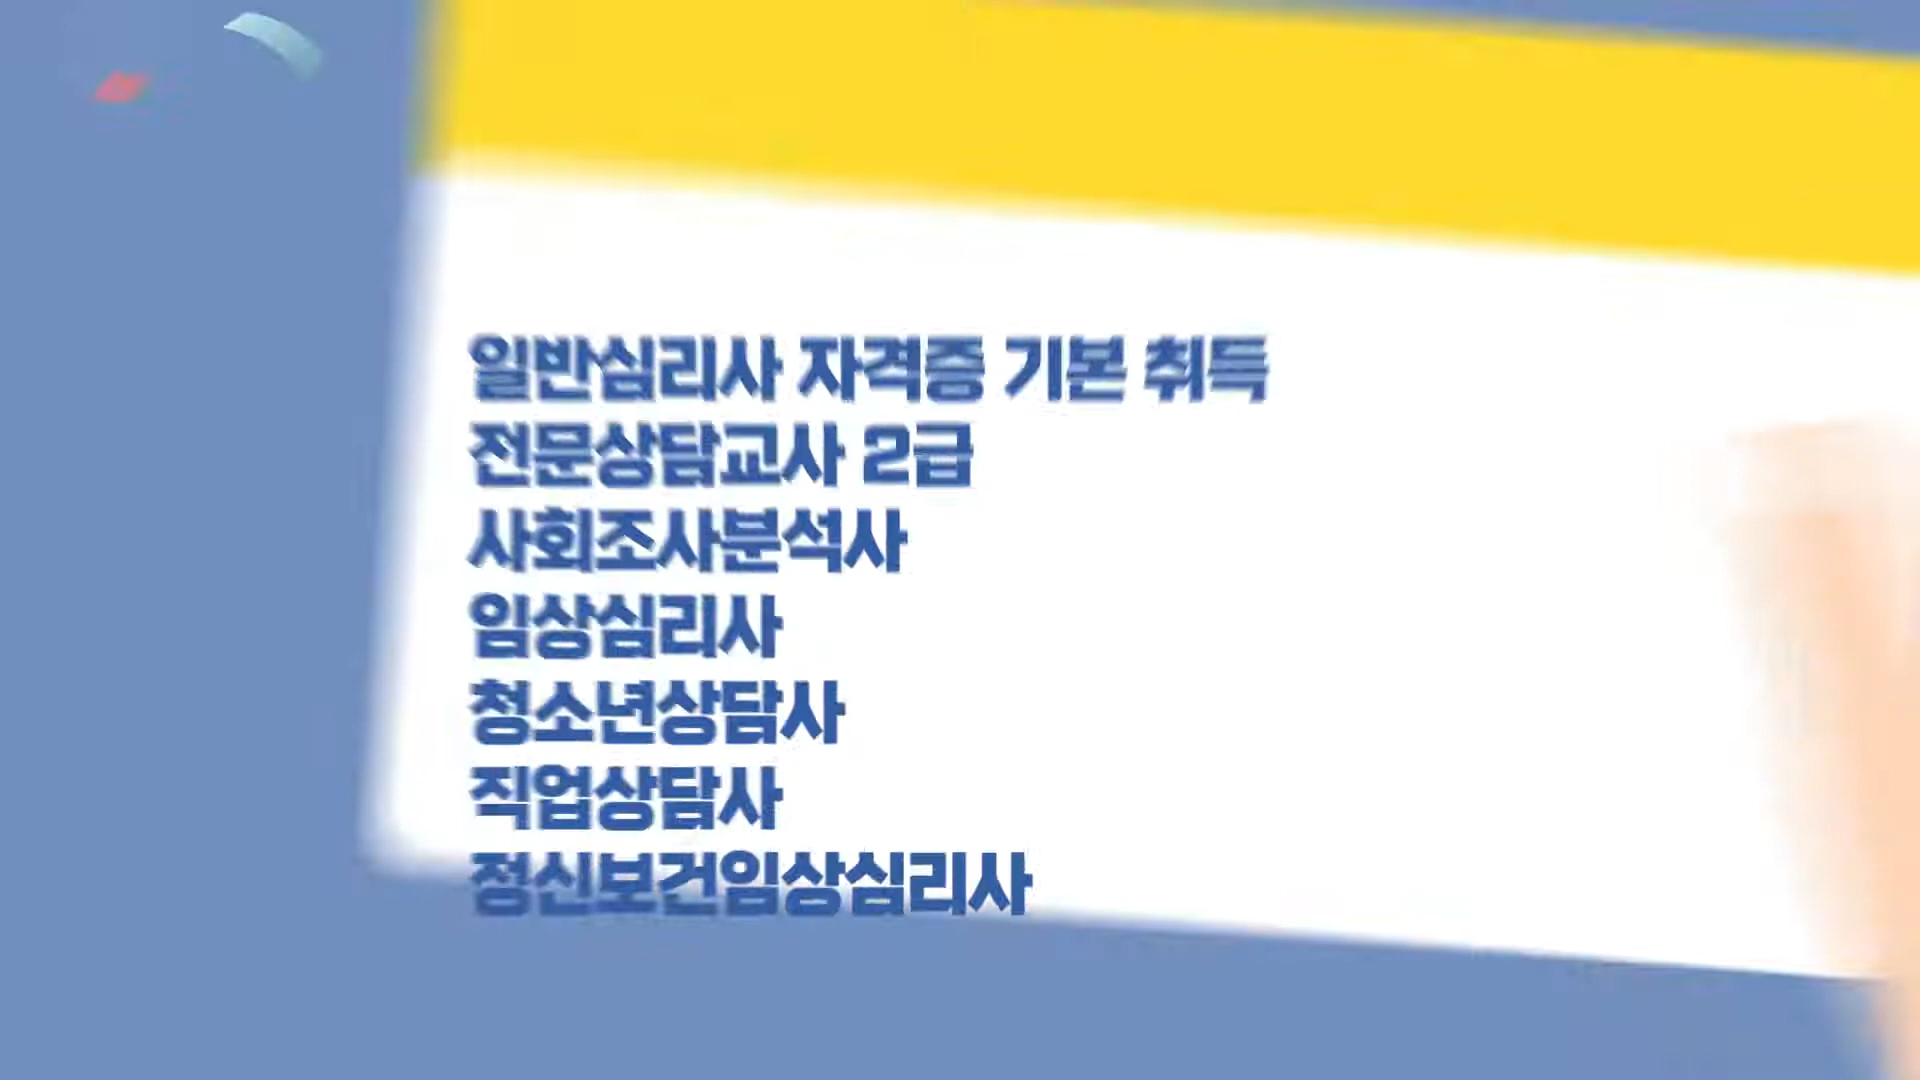 일반심리사 자격증 기본 취득
전문상담교사 2급
사회조사분석사
임상심리사
청소년상담사
직업상담사
정신보건임상심리사